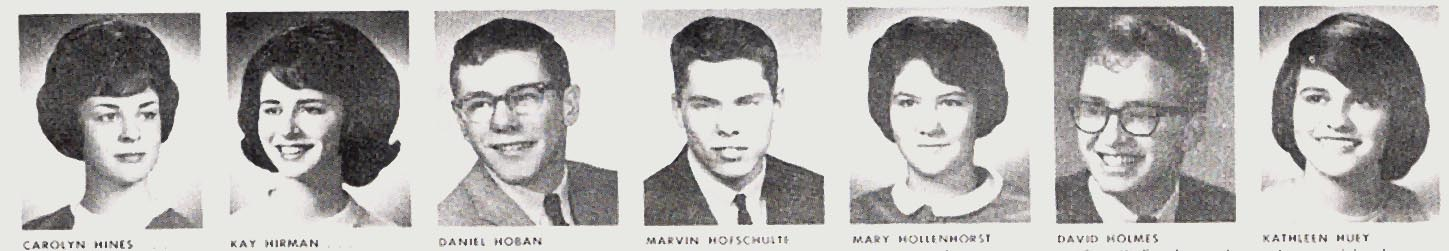 CAROLYN HINES . . .
KAY HIRMAN . . .
DANIEL HOBAN
MARVIN HOFSCHULTE
MARY HOLLENHORST
DAVID HOLMES
KATHLEEN HUEY